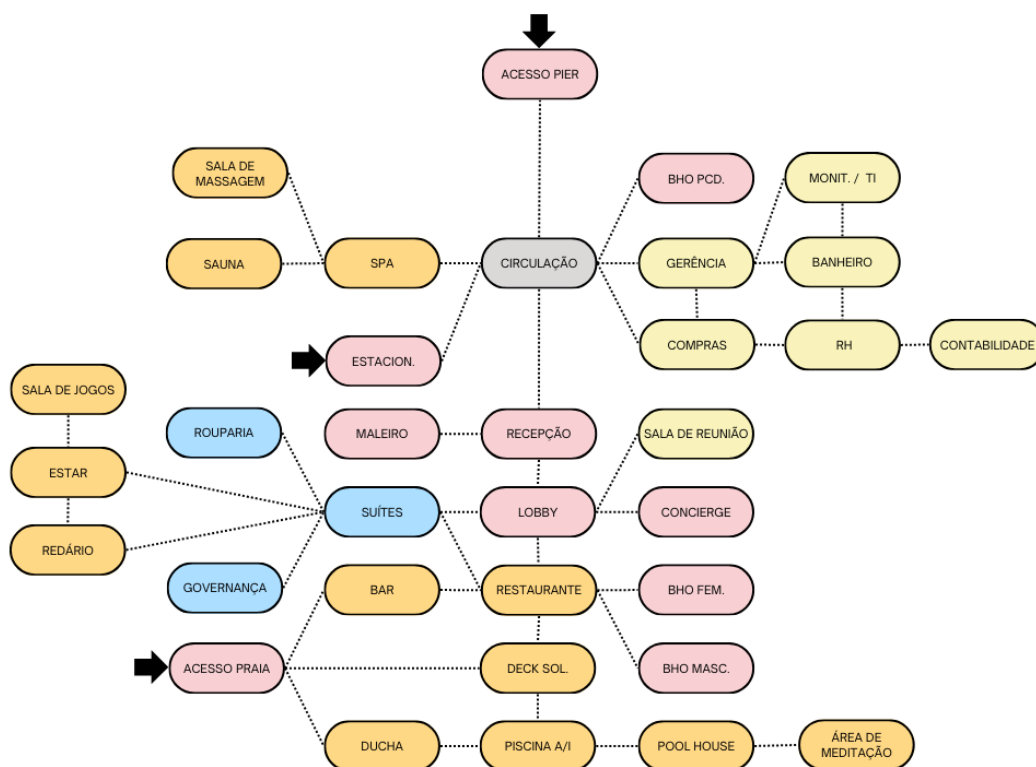 ACESSO PIER
SALA DE
MASSAGEM
BHO PCD.
MONIT. / TI
SAUNA
SPA
CIRCULAÇÃO
GERÊNCIA
BANHEIRO
ESTACION.
COMPRAS
RH
CONTABILIDADE
SALA DE JOGOS
ROUPARIA
MALEIRO
RECEPÇÃO
SALA DE REUNIÃO
ESTAR
SUÍTES
LOBBY
CONCIERGE
REDÁRIO
GOVERNANÇA
BAR
RESTAURANTE
BHO FEM.
ACESSO PRAIA
DECK SOL.
BHO MASC.
DUCHA
PISCINA A/I
POOL HOUSE
ÁREA DE
MEDITAÇÃO